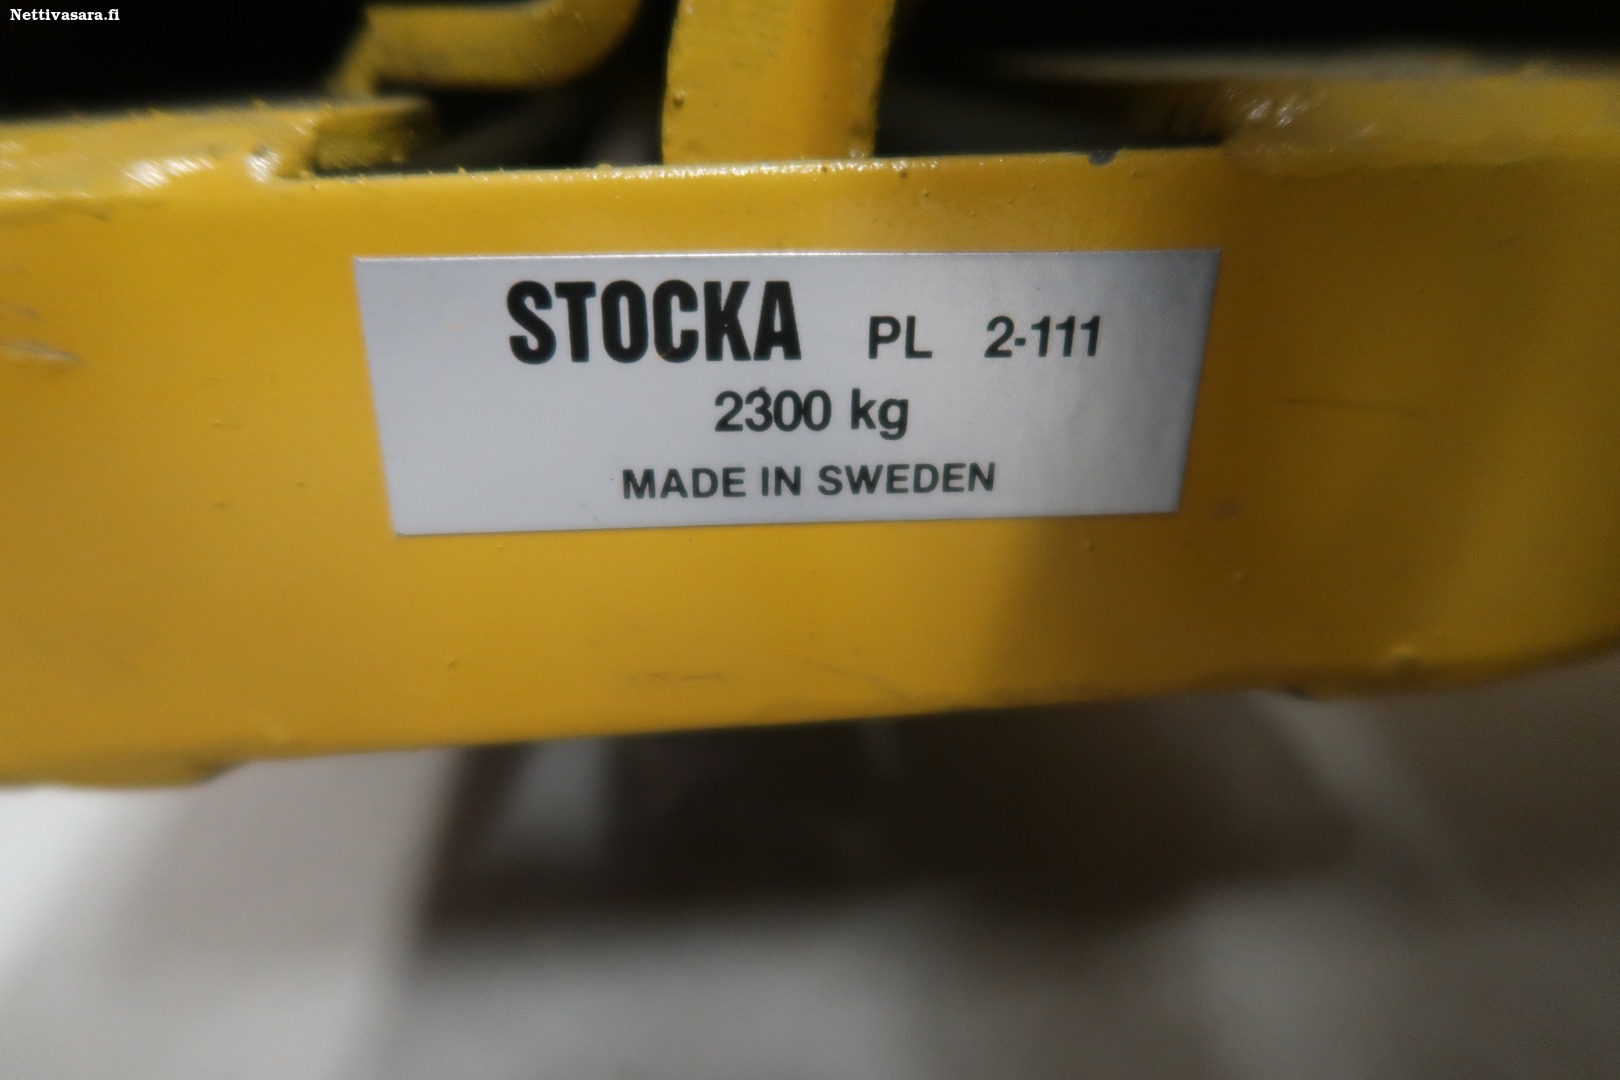 Nettivasara.fi
STOCKA PL 2-111
2300 kg
MADE IN SWEDEN